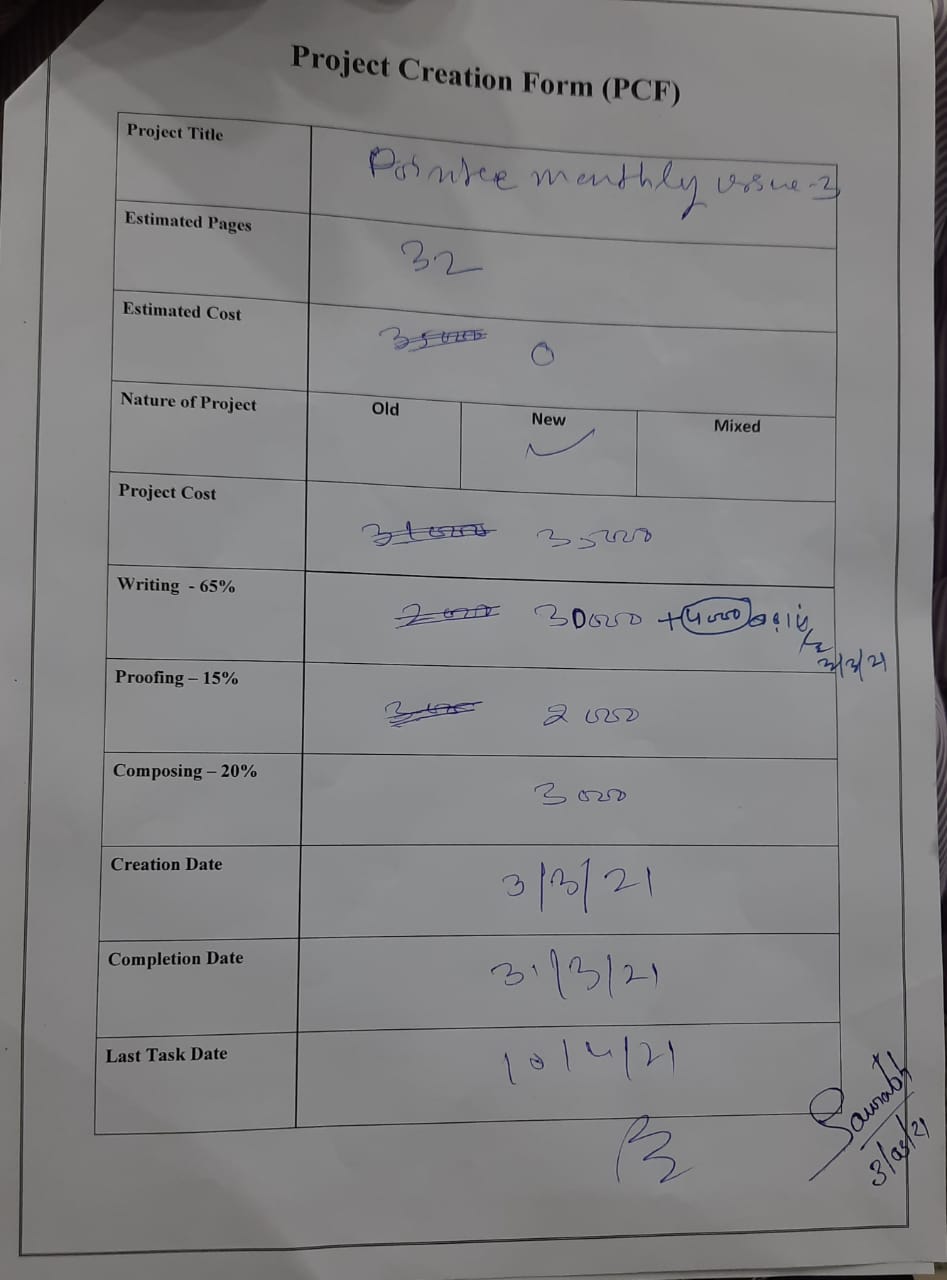 Project Creation Form (PCF)
Project Title
Pointee monthly issue-3
Estimated Pages
32
Estimated Cost
35000 0
Nature of Project
Old New Mixed
Project Cost
31000 35000
Writing - 65%
30000 + 4000
3/3/21
Proofing – 15%
2000
Composing – 20%
3000
Creation Date
3/3/21
Completion Date
31/3/21
Last Task Date
10/4/21
Saurabh
3/03/21